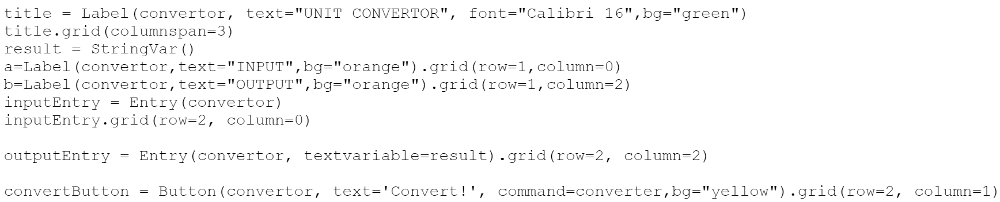 title = Label(convertor, text="UNIT CONVERTOR", font="Calibri 16",bg="green")
title.grid(columnspan=3)
result = StringVar()
a=Label(convertor,text="INPUT",bg="orange").grid(row=1,column=0)
b=Label(convertor,text="OUTPUT",bg="orange").grid(row=1,column=2)
inputEntry = Entry(convertor)
inputEntry.grid(row=2, column=0)
outputEntry = Entry(convertor, textvariable=result).grid(row=2, column=2)
convertButton = Button(convertor, text='Convert!', command=converter,bg="yellow").grid(row=2, column=1)